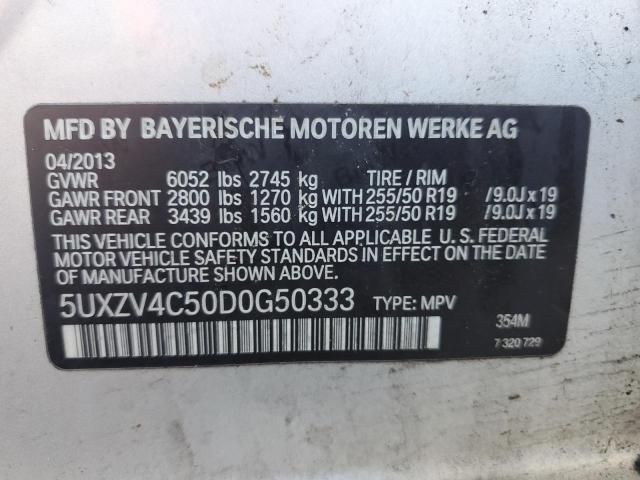 MFD BY BAYERISCHE MOTOREN WERKE AG
04/2013
GVWR 6052 lbs 2745 kg TIRE / RIM
GAWR FRONT 2800 lbs 1270 kg WITH 255/50 R19 /9.0J x 19
GAWR REAR 3439 lbs 1560 kg WITH 255/50 R19 /9.0J x 19
THIS VEHICLE CONFORMS TO ALL APPLICABLE U.S. FEDERAL
MOTOR VEHICLE SAFETY STANDARDS IN EFFECT ON THE DATE
OF MANUFACTURE.
5UXZV4C50D0G50333 TYPE: MPV
354M
7 320 729